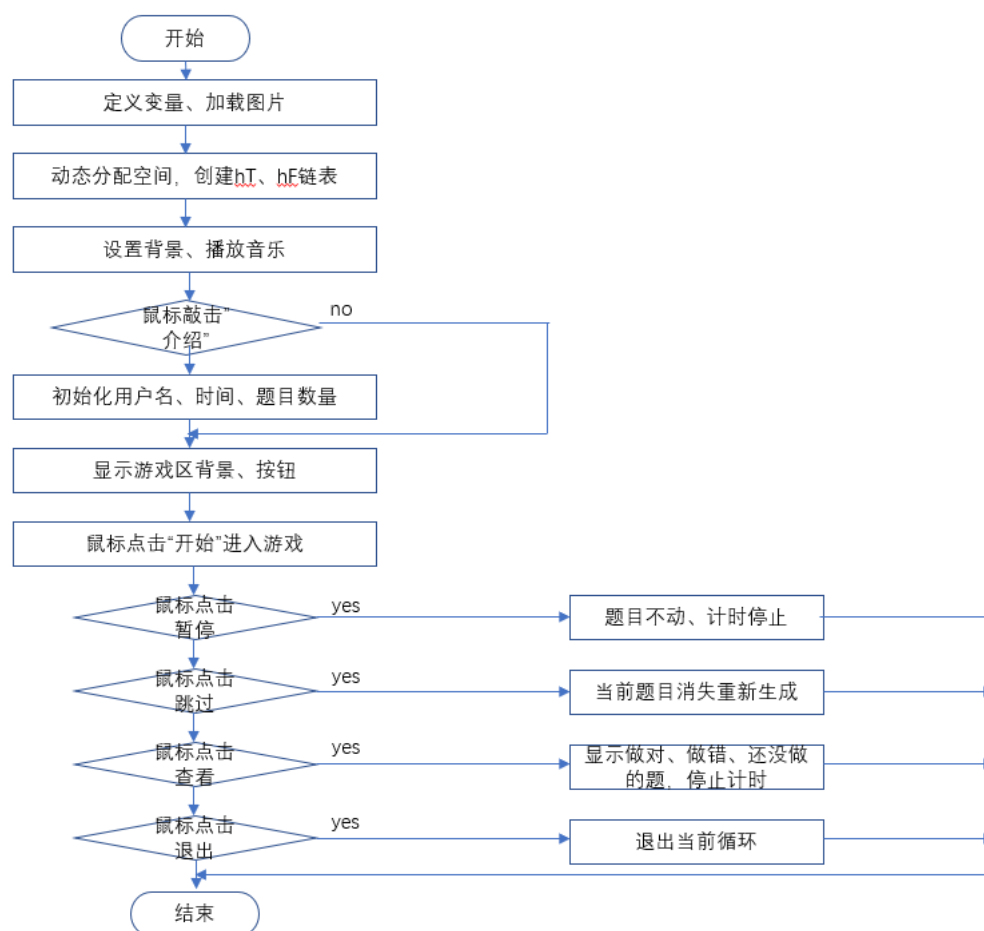 开始
定义变量、加载图片
动态分配空间，创建hT、hF链表
设置背景、播放音乐
鼠标敲击”
介绍”
no
初始化用户名、时间、题目数量
显示游戏区背景、按钮
鼠标点击“开始”进入游戏
鼠标点击
暂停
yes
题目不动、计时停止
鼠标点击
跳过
yes
当前题目消失重新生成
鼠标点击
查看
yes
显示做对、做错、还没做
的题，停止计时
鼠标点击
退出
yes
退出当前循环
结束